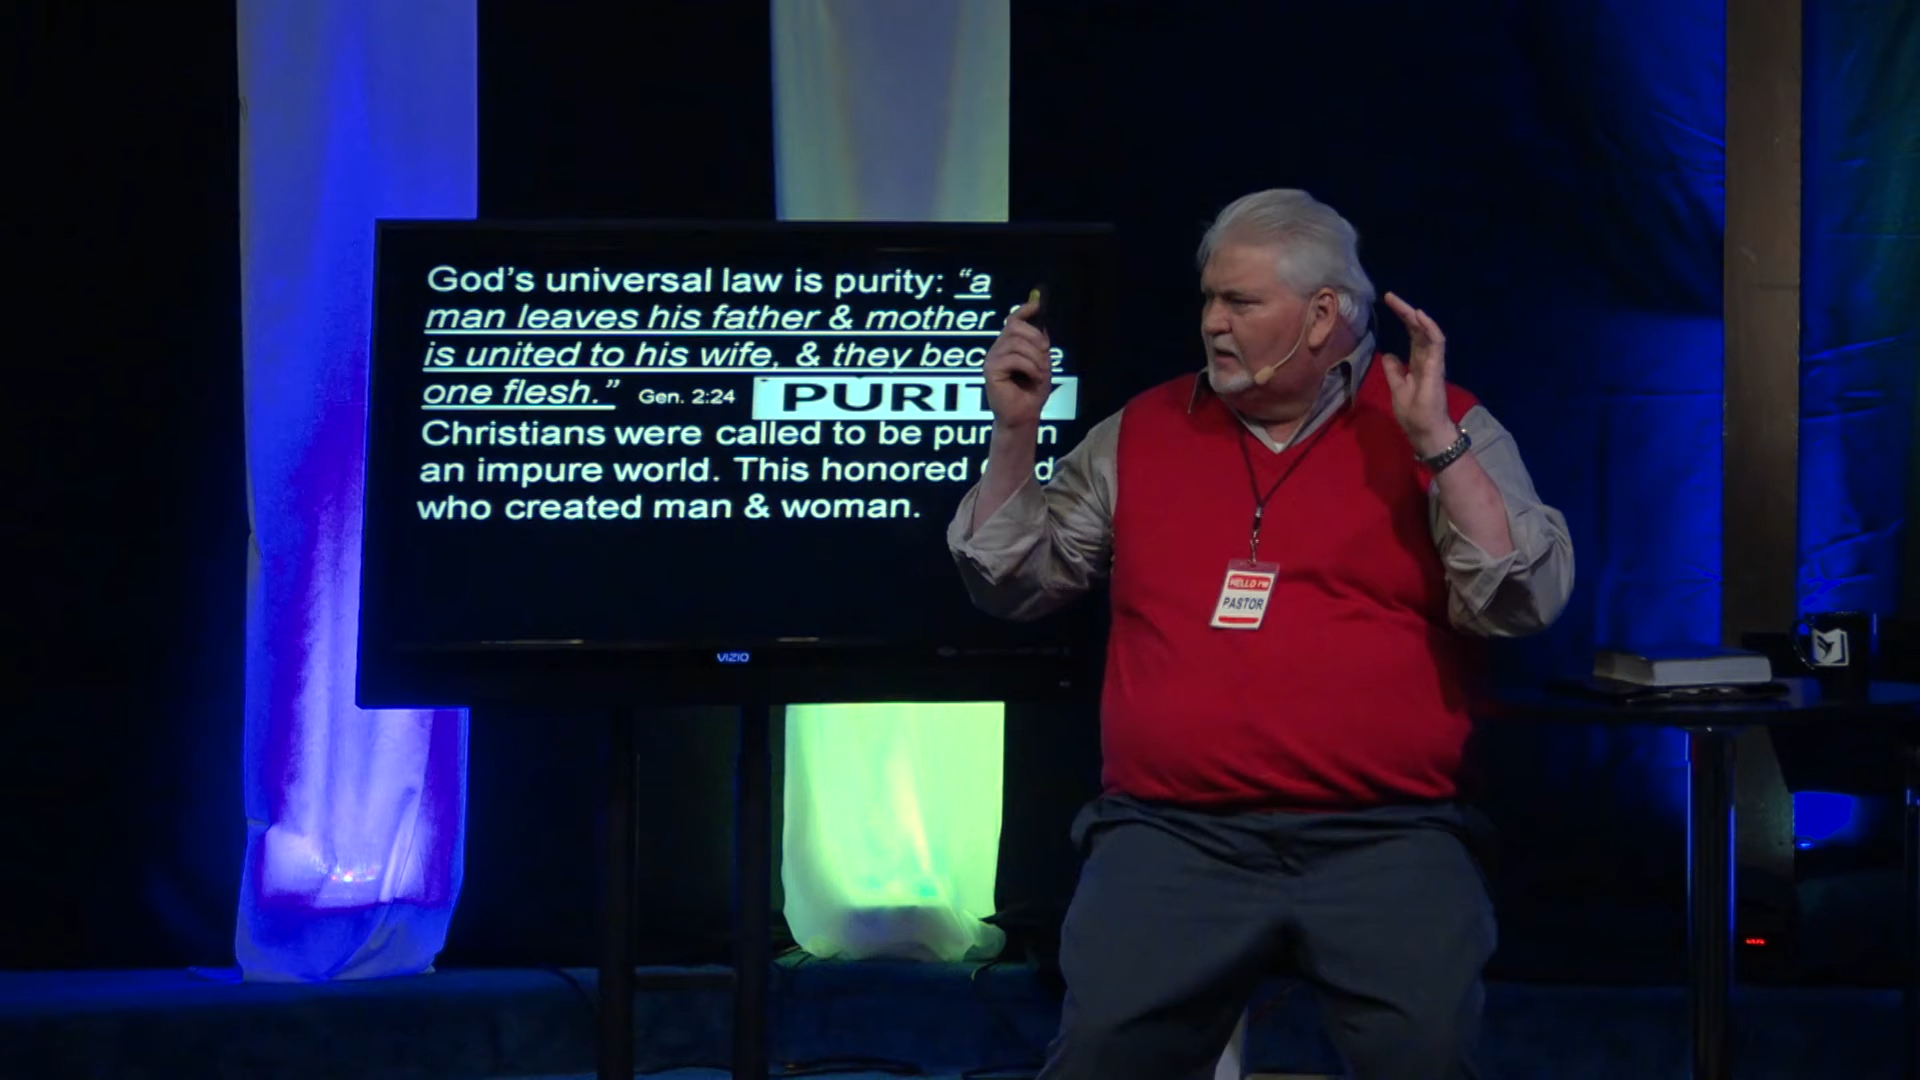 God's universal law is purity: “a
man leaves his father & mother
is united to his wife, & they
one flesh.” Gen. 2:24
Christians were called to be
an impure world. This honored
who created man & woman.
VIZIO
HELLO I'M
PASTOR